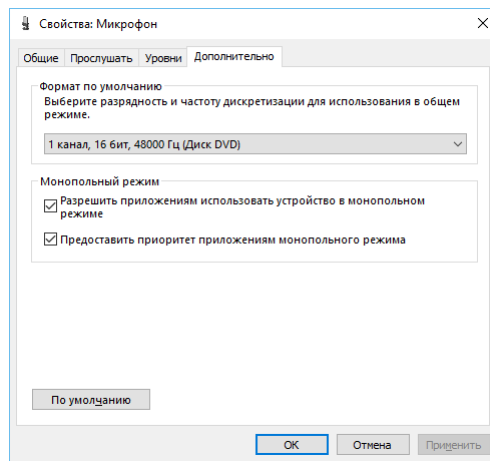 Свойства: Микрофон
Общие Прослушать Уровни Дополнительно
Формат по умолчанию
Выберите разрядность и частоту дискретизации для использования в общем
режиме.
1 канал, 16 бит, 48000 Гц (Диск DVD)
Монопольный режим
Разрешить приложениям использовать устройство в монопольном
режиме
Предоставить приоритет приложениям монопольного режима
По умолчанию
ОК Отмена Применить